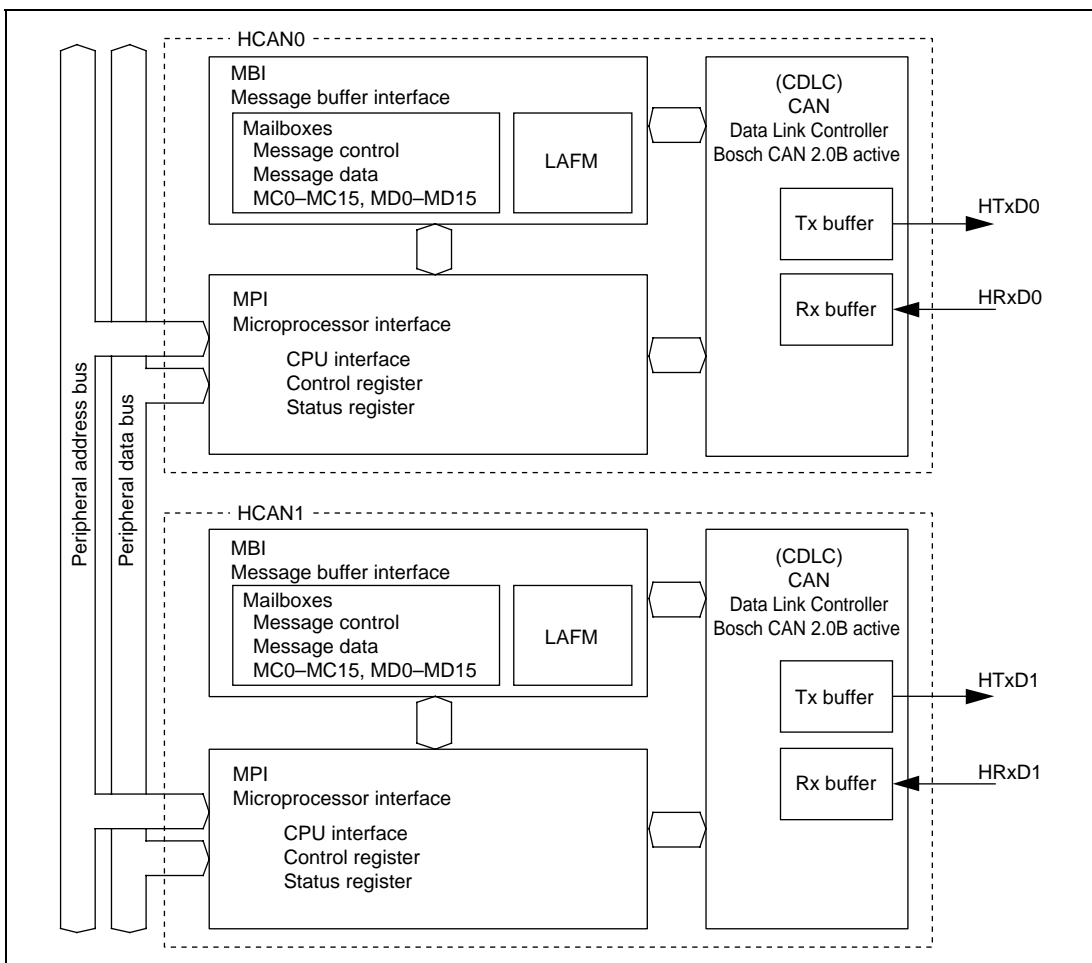 Peripheral address bus
Peripheral data bus
HCAN0
MBI
Message buffer interface
Mailboxes
Message control
Message data
MC0–MC15, MD0–MD15
LAFM
MPI
Microprocessor interface
CPU interface
Control register
Status register
(CDLC)
CAN
Data Link Controller
Bosch CAN 2.0B active
Tx buffer
Rx buffer
HTxD0
HRxD0
HCAN1
MBI
Message buffer interface
Mailboxes
Message control
Message data
MC0–MC15, MD0–MD15
LAFM
MPI
Microprocessor interface
CPU interface
Control register
Status register
(CDLC)
CAN
Data Link Controller
Bosch CAN 2.0B active
Tx buffer
Rx buffer
HTxD1
HRxD1